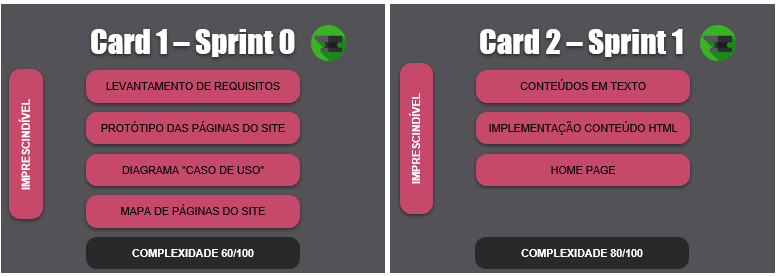 Card 1 – Sprint 0
IMPRESCINDÍVEL
LEVANTAMENTO DE REQUISITOS
PROTÓTIPO DAS PÁGINAS DO SITE
DIAGRAMA "CASO DE USO"
MAPA DE PÁGINAS DO SITE
COMPLEXIDADE 60/100
Card 2 – Sprint 1
IMPRESCINDÍVEL
CONTEÚDOS EM TEXTO
IMPLEMENTAÇÃO CONTEÚDO HTML
HOME PAGE
COMPLEXIDADE 80/100